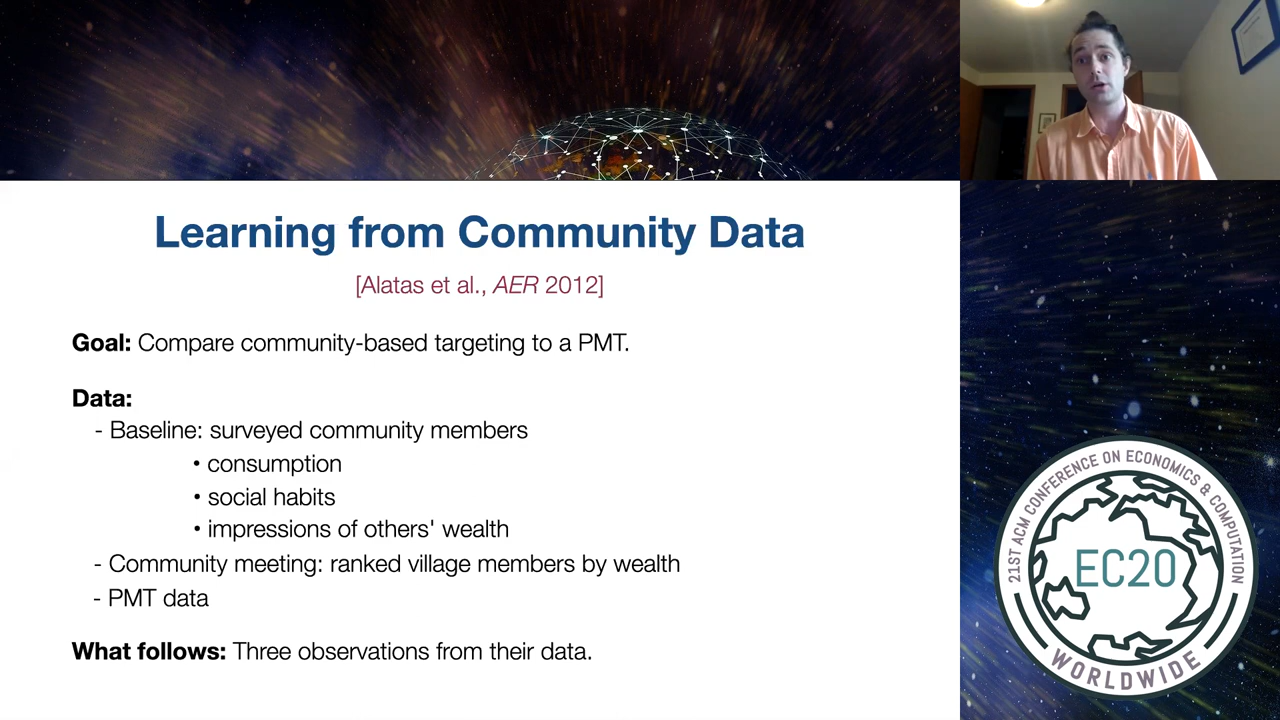 Learning from Community Data
[Alatas et al., AER 2012]
Goal: Compare community-based targeting to a PMT.
Data:
- Baseline: surveyed community members
• consumption
• social habits
• impressions of others' wealth
- Community meeting: ranked village members by wealth
- PMT data
What follows: Three observations from their data.
21ST ACM CONFERENCE ON ECONOMICS & COMPUTATION
EC20
WORLDWIDE